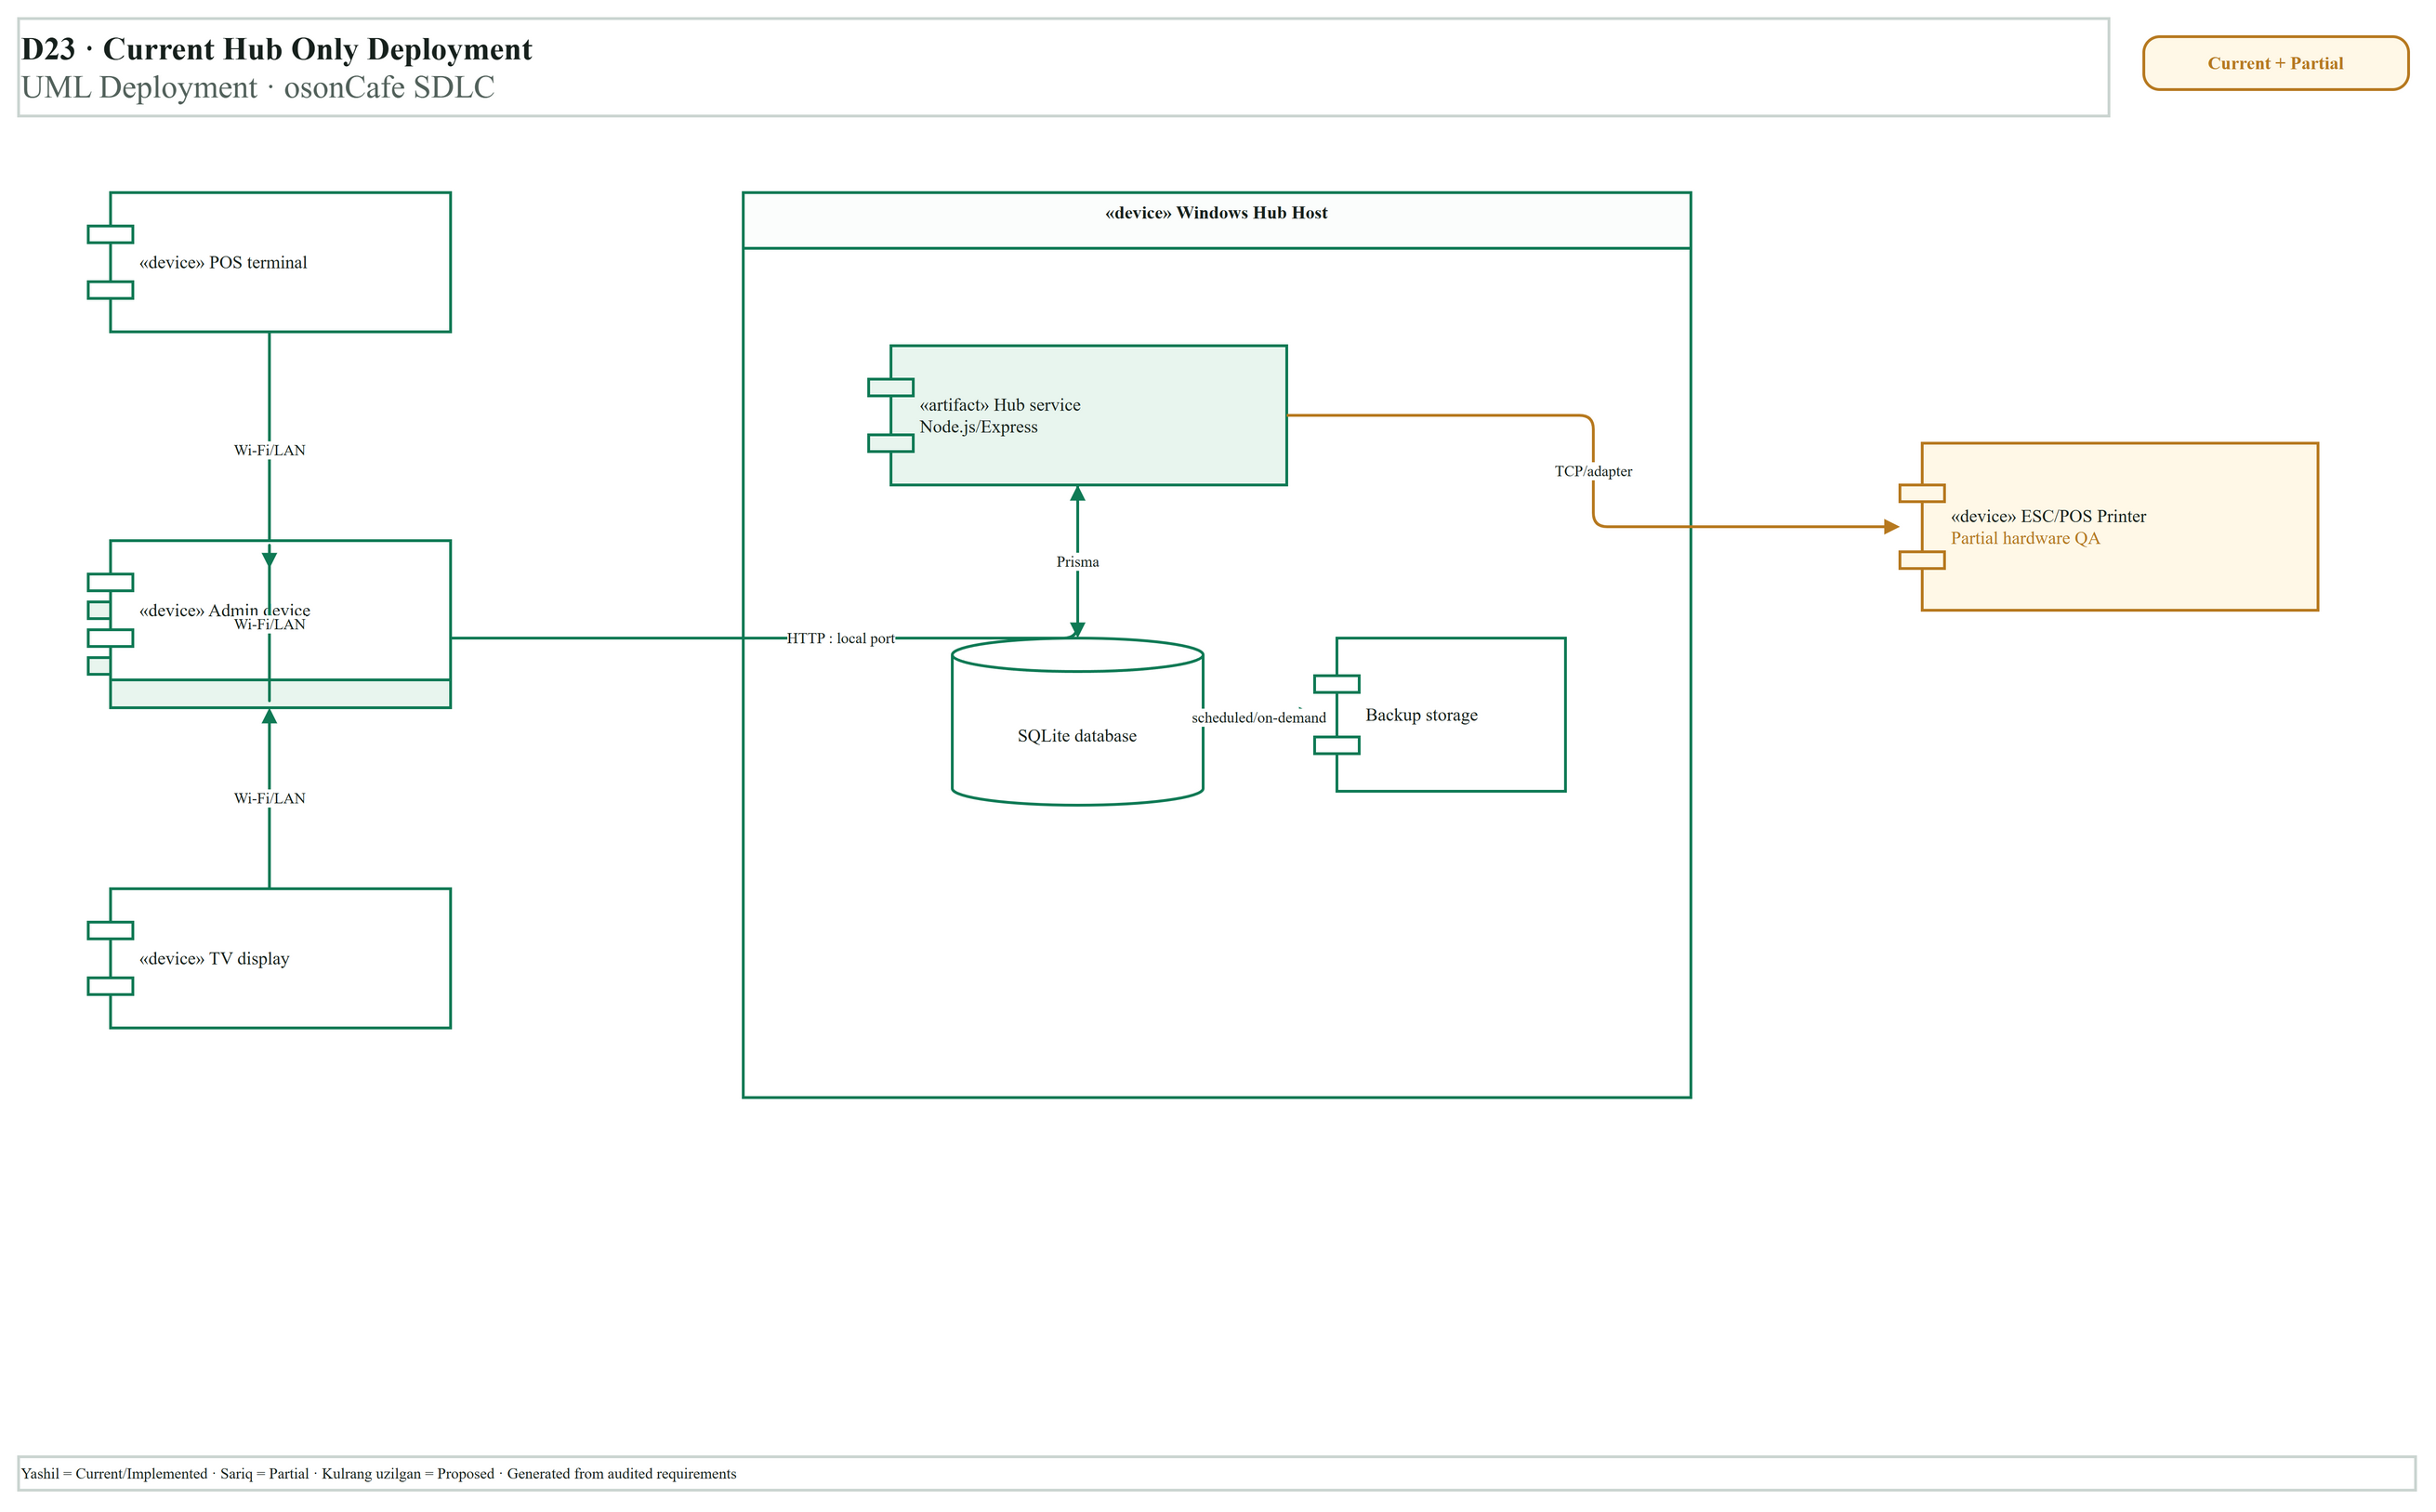 D23 · Current Hub Only Deployment
UML Deployment · osonCafe SDLC
Current + Partial
«device» POS terminal
Wi-Fi/LAN
«device» Admin device
Wi-Fi/LAN
Wi-Fi/LAN
«device» TV display
HTTP : local port
«device» Windows Hub Host
«artifact» Hub service
Node.js/Express
Prisma
SQLite database
scheduled/on-demand
Backup storage
TCP/adapter
«device» ESC/POS Printer
Partial hardware QA
Yashil = Current/Implemented · Sariq = Partial · Kulrang uzilgan = Proposed · Generated from audited requirements